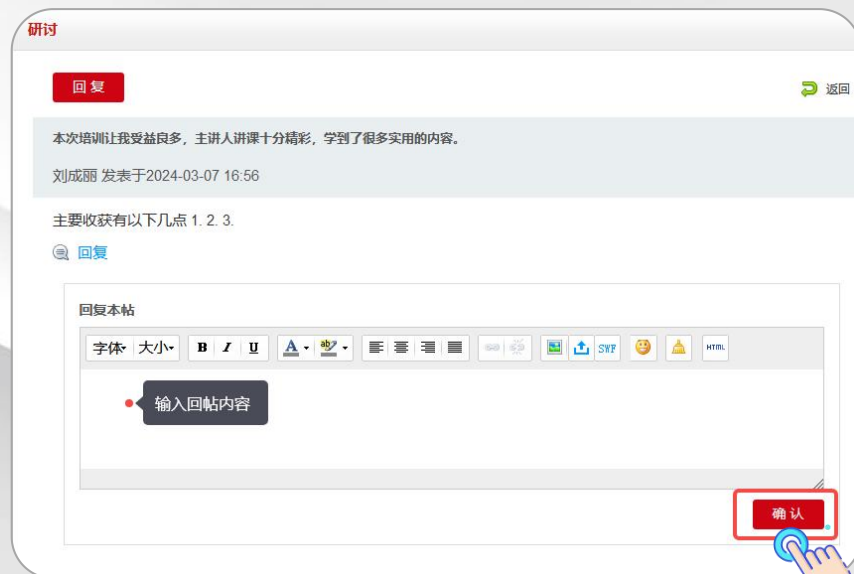 研讨
回复
返回
本次培训让我受益良多，主讲人讲课十分精彩，学到了很多实用的内容。
刘成丽 发表于2024-03-07 16:56
主要收获有以下几点 1. 2. 3.
回复
回复本帖
字体 大小 B I U A ab SWF HTML
输入回帖内容
确认